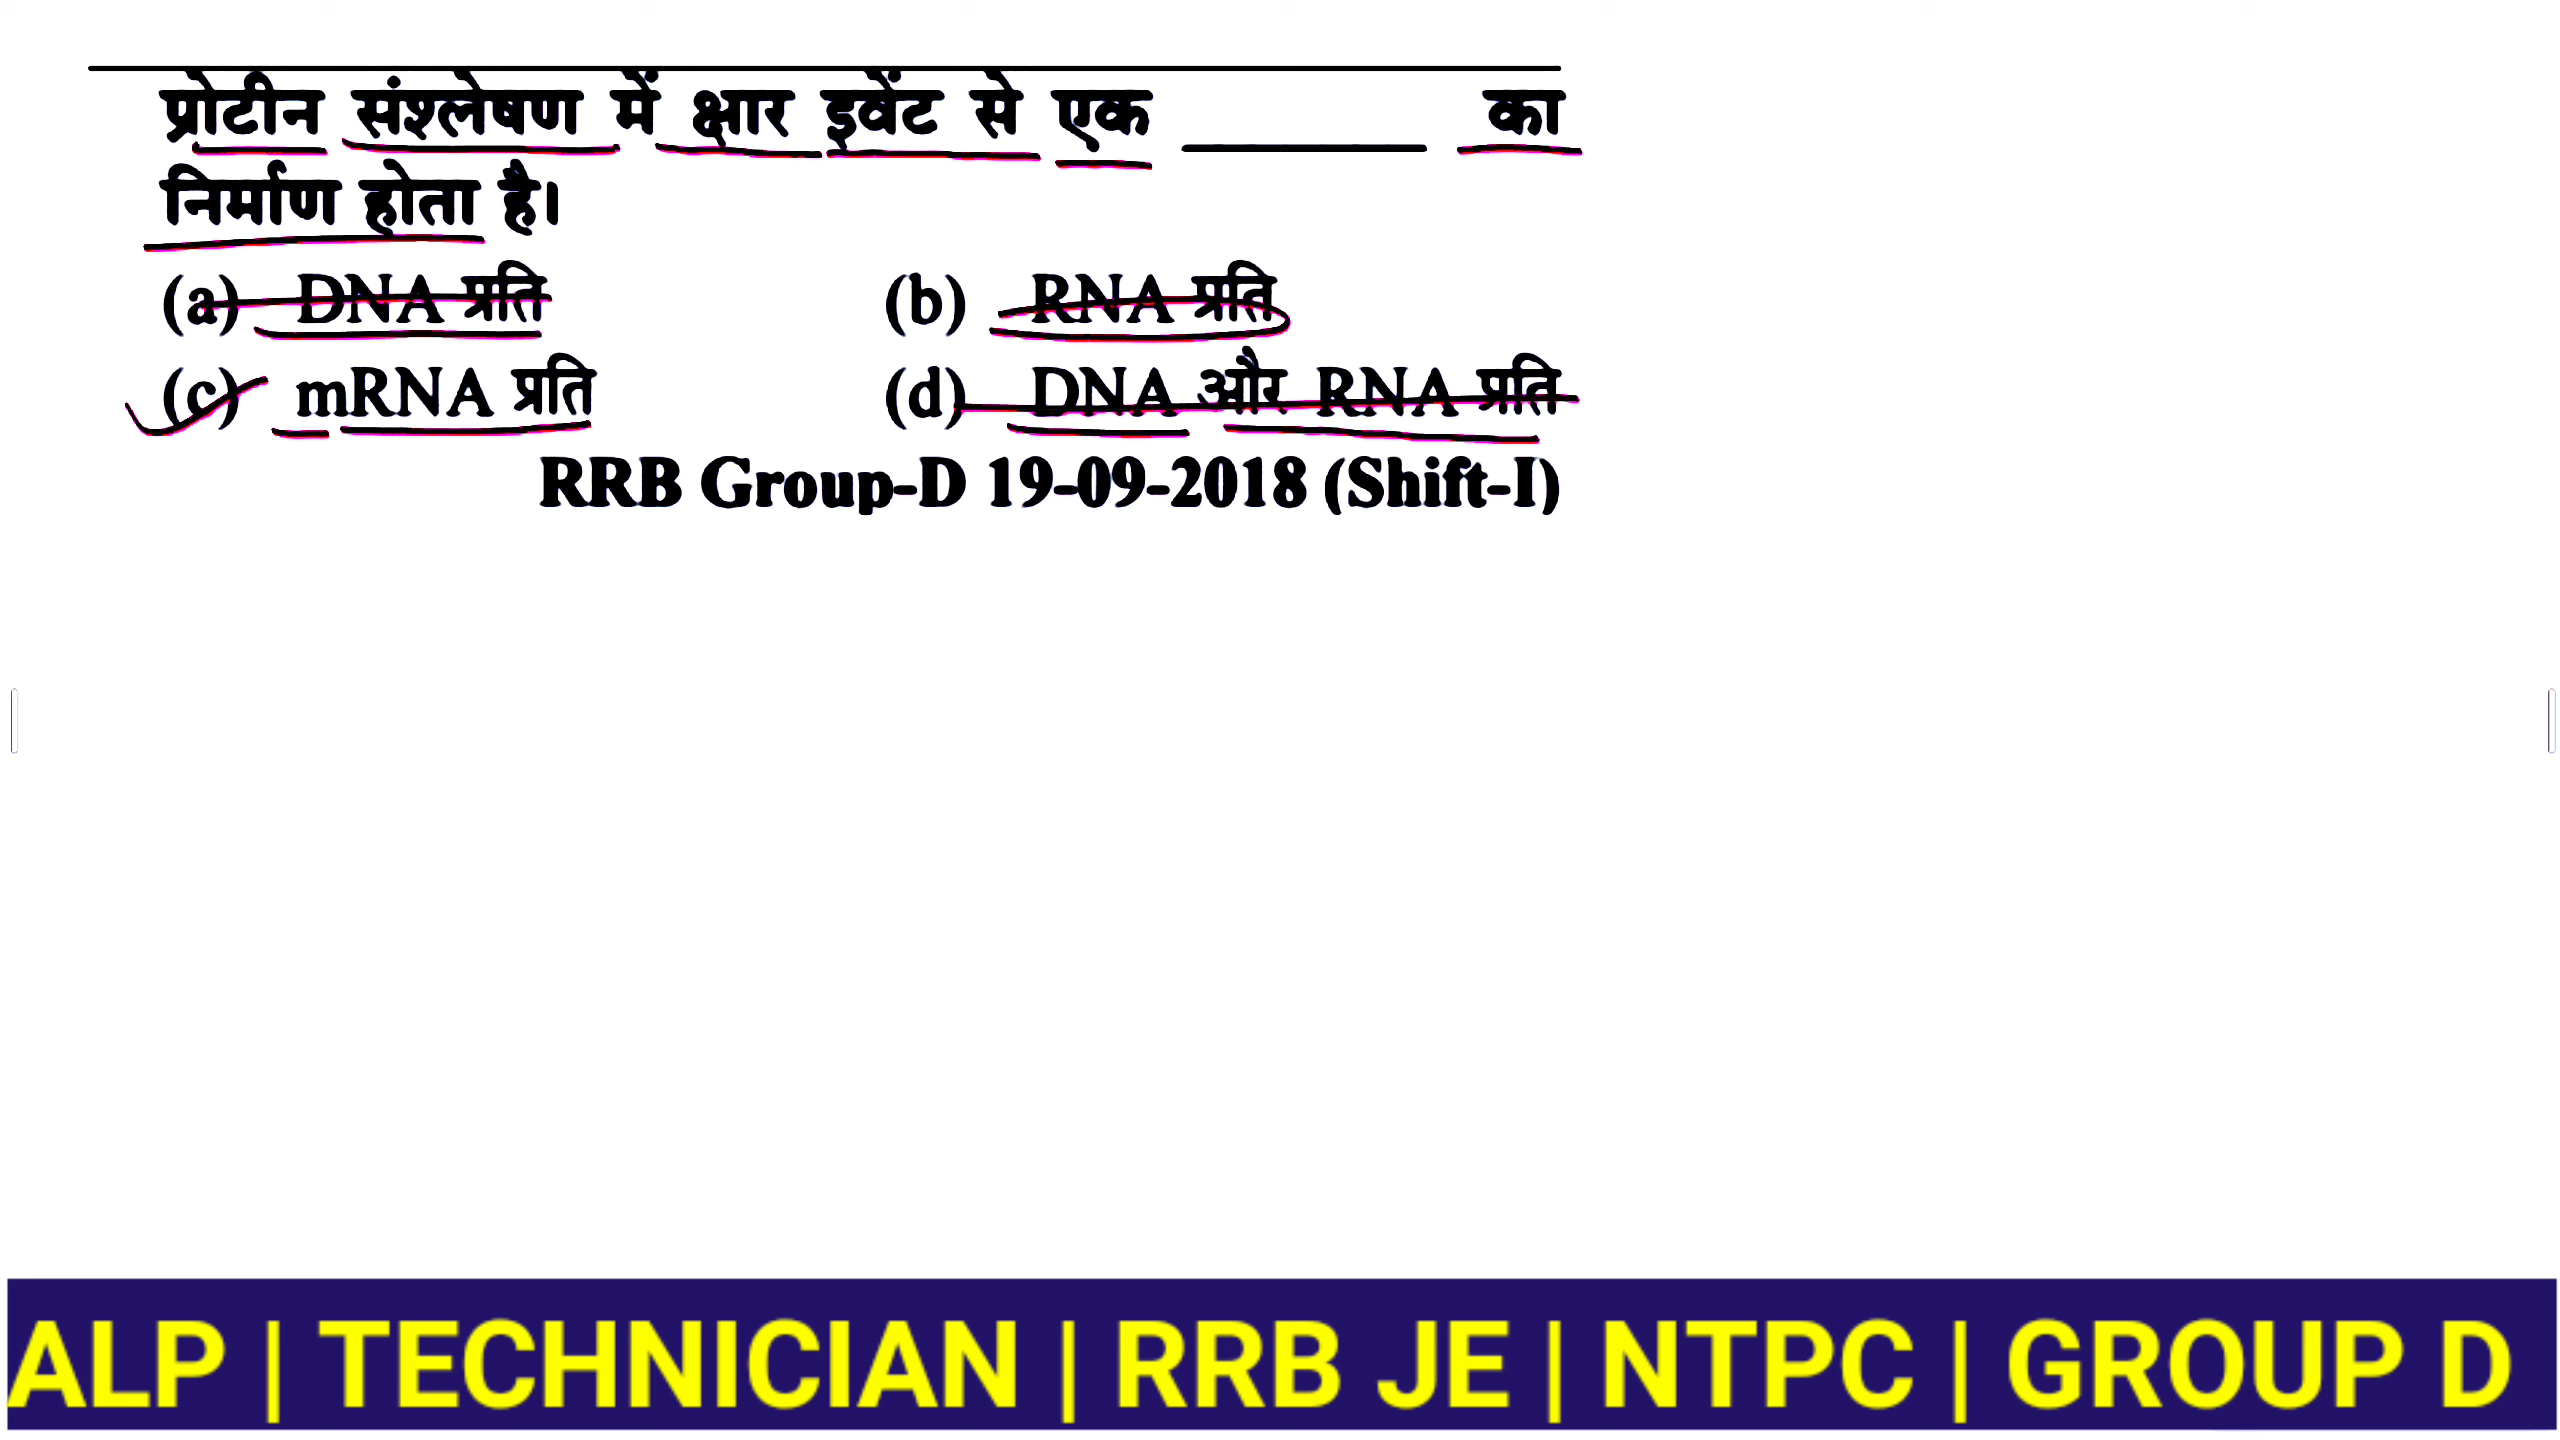 प्रोटीन संश्लेषण में क्षार इवेंट से एक ________ का
निर्माण होता है।
(a) DNA प्रति (b) RNA प्रति
(c) mRNA प्रति (d) DNA और RNA प्रति
RRB Group-D 19-09-2018 (Shift-I)
ALP | TECHNICIAN | RRB JE | NTPC | GROUP D